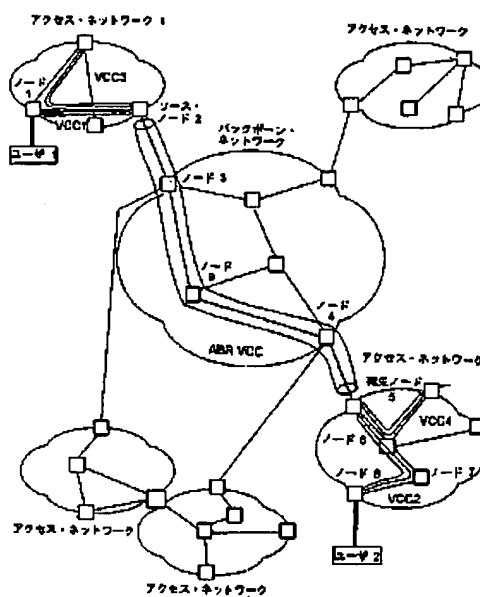 アクセス・ネットワーク 1
アクセス・ネットワーク
VCC3
ノード
1
VCC1
ソース・
ノード 2
ユーザ 1
バックボーン・
ネットワーク
ノード 3
ノード
9
ノード
4
ABR VCC
アクセス・ネットワーク
ノード
5
VCC4
ノード 6
ノード 7
ノード 8
VCC2
ユーザ 2
アクセス・ネットワーク
アクセス・ネットワーク